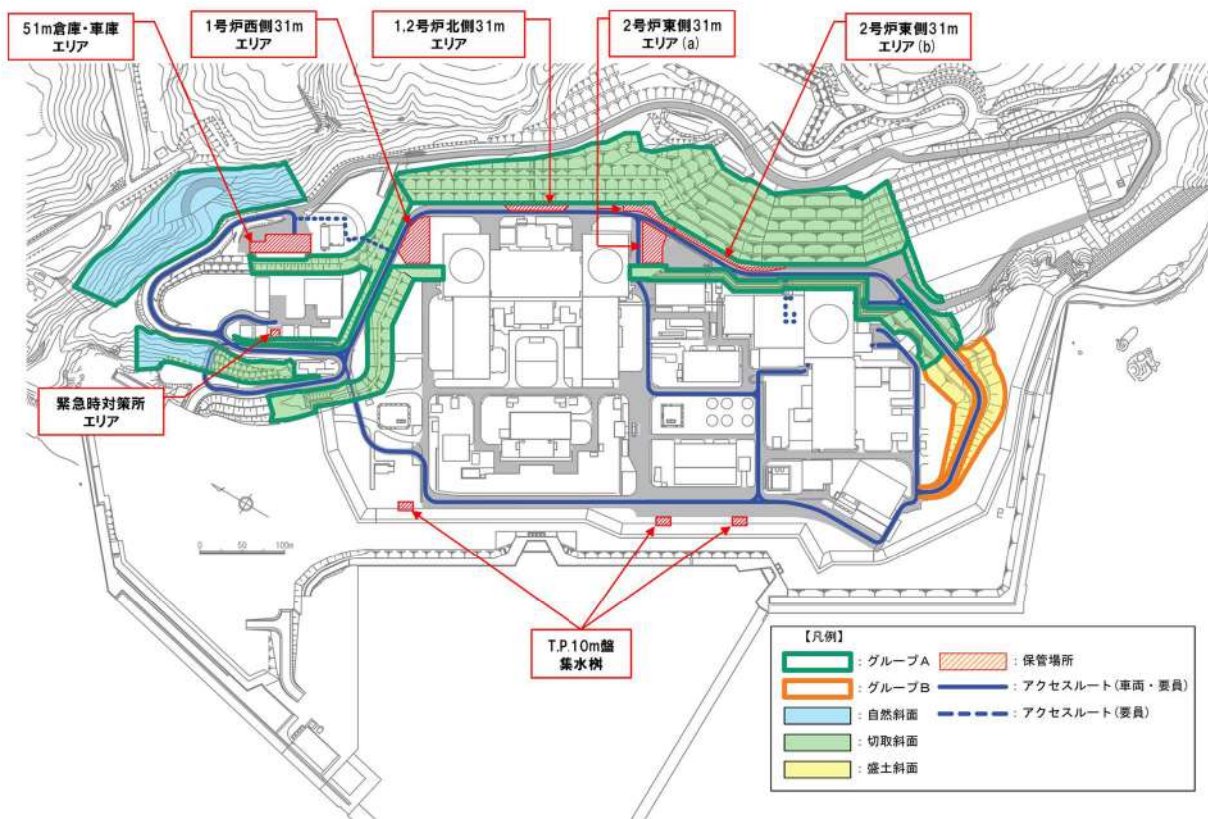 51m倉庫・車庫
エリア
1号炉西側31m
エリア
1,2号炉北側31m
エリア
2号炉東側31m
エリア(a)
2号炉東側31m
エリア(b)
緊急時対策所
エリア
0 50 100m
T.P.10m盤
集水桝
【凡例】
：グループA
：グループB
：自然斜面
：切取斜面
：盛土斜面
：保管場所
：アクセスルート(車両・要員)
：アクセスルート(要員)